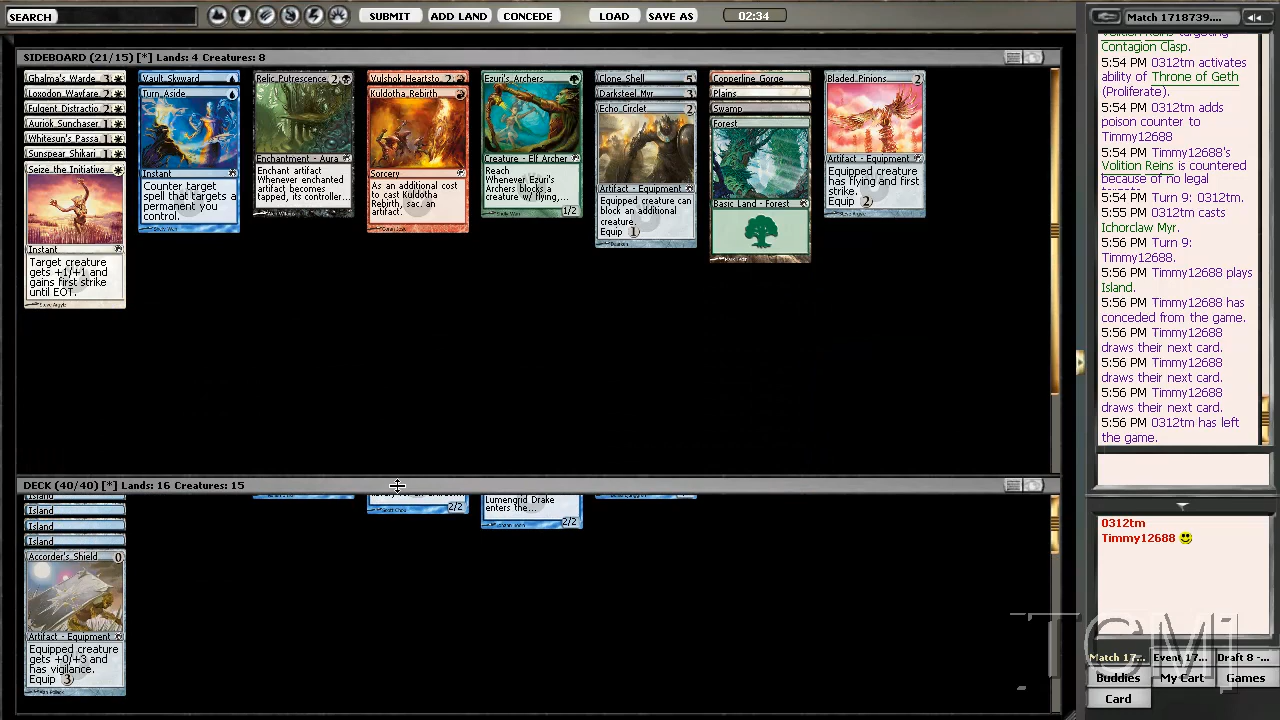 SEARCH
SUBMIT
ADD LAND
CONCEDE
LOAD
SAVE AS
02:34
SIDEBOARD (21/15) [*] Lands: 4 Creatures: 8
Ghalma's Warde 3
Loxodon Wayfare 2
Fulgent Distractio 2
Auriok Sunchaser 1
Whitesun's Passa 1
Sunspear Shikari 1
Seize the Initiative
Instant
Target creature
gets +1/+1 and
gains first strike
until EOT.
Vault Skyward
Turn Aside
Instant
Counter target
spell that targets a
permanent you
control.
Relic Putrescence 2
Enchantment - Aura
Enchant artifact
Whenever enchanted
artifact becomes
tapped, its controller...
Vulshok Heartsto 2
Kuldotha Rebirth
Sorcery
As an additional cost
to cast Kuldotha
Rebirth, sac. an
artifact.
Ezuri's Archers
Creature - Elf Archer
Reach
Whenever Ezuri's
Archers blocks a
creature w/ flying,...
1/2
Clone Shell 5
Darksteel Myr 3
Echo Circlet 2
Artifact - Equipment
Equipped creature
can block an additional
creature.
Equip 1
Copperline Gorge
Plains
Swamp
Forest
Basic Land - Forest
Bladed Pinions 2
Artifact - Equipment
Equipped creature
has flying and first
strike.
Equip 2
DECK (40/40) [*] Lands: 16 Creatures: 15
Island
Island
Island
Island
Accorder's Shield 0
Artifact - Equipment
Equipped creature
gets +0/+3 and
has vigilance.
Equip 3
2/2
Lumengrid Drake
enters the...
2/2
Match 1718739....
Volition Reins targeting
Contagion Clasp.
5:54 PM 0312tm activates
ability of Throne of Geth
(Proliferate).
5:54 PM 0312tm adds
poison counter to
Timmy12688
5:54 PM Timmy12688's
Volition Reins is countered
because of no legal
targets.
5:54 PM Turn 9: 0312tm.
5:55 PM 0312tm casts
Ichorclaw Myr.
5:56 PM Turn 9:
Timmy12688.
5:56 PM Timmy12688 plays
Island.
5:56 PM Timmy12688 has
conceded from the game.
5:56 PM Timmy12688
draws their next card.
5:56 PM Timmy12688
draws their next card.
5:56 PM Timmy12688
draws their next card.
5:56 PM 0312tm has left
the game.
0312tm
Timmy12688
Match 17...
Event 17...
Draft 8 -...
Buddies
My Cart
Games
Card